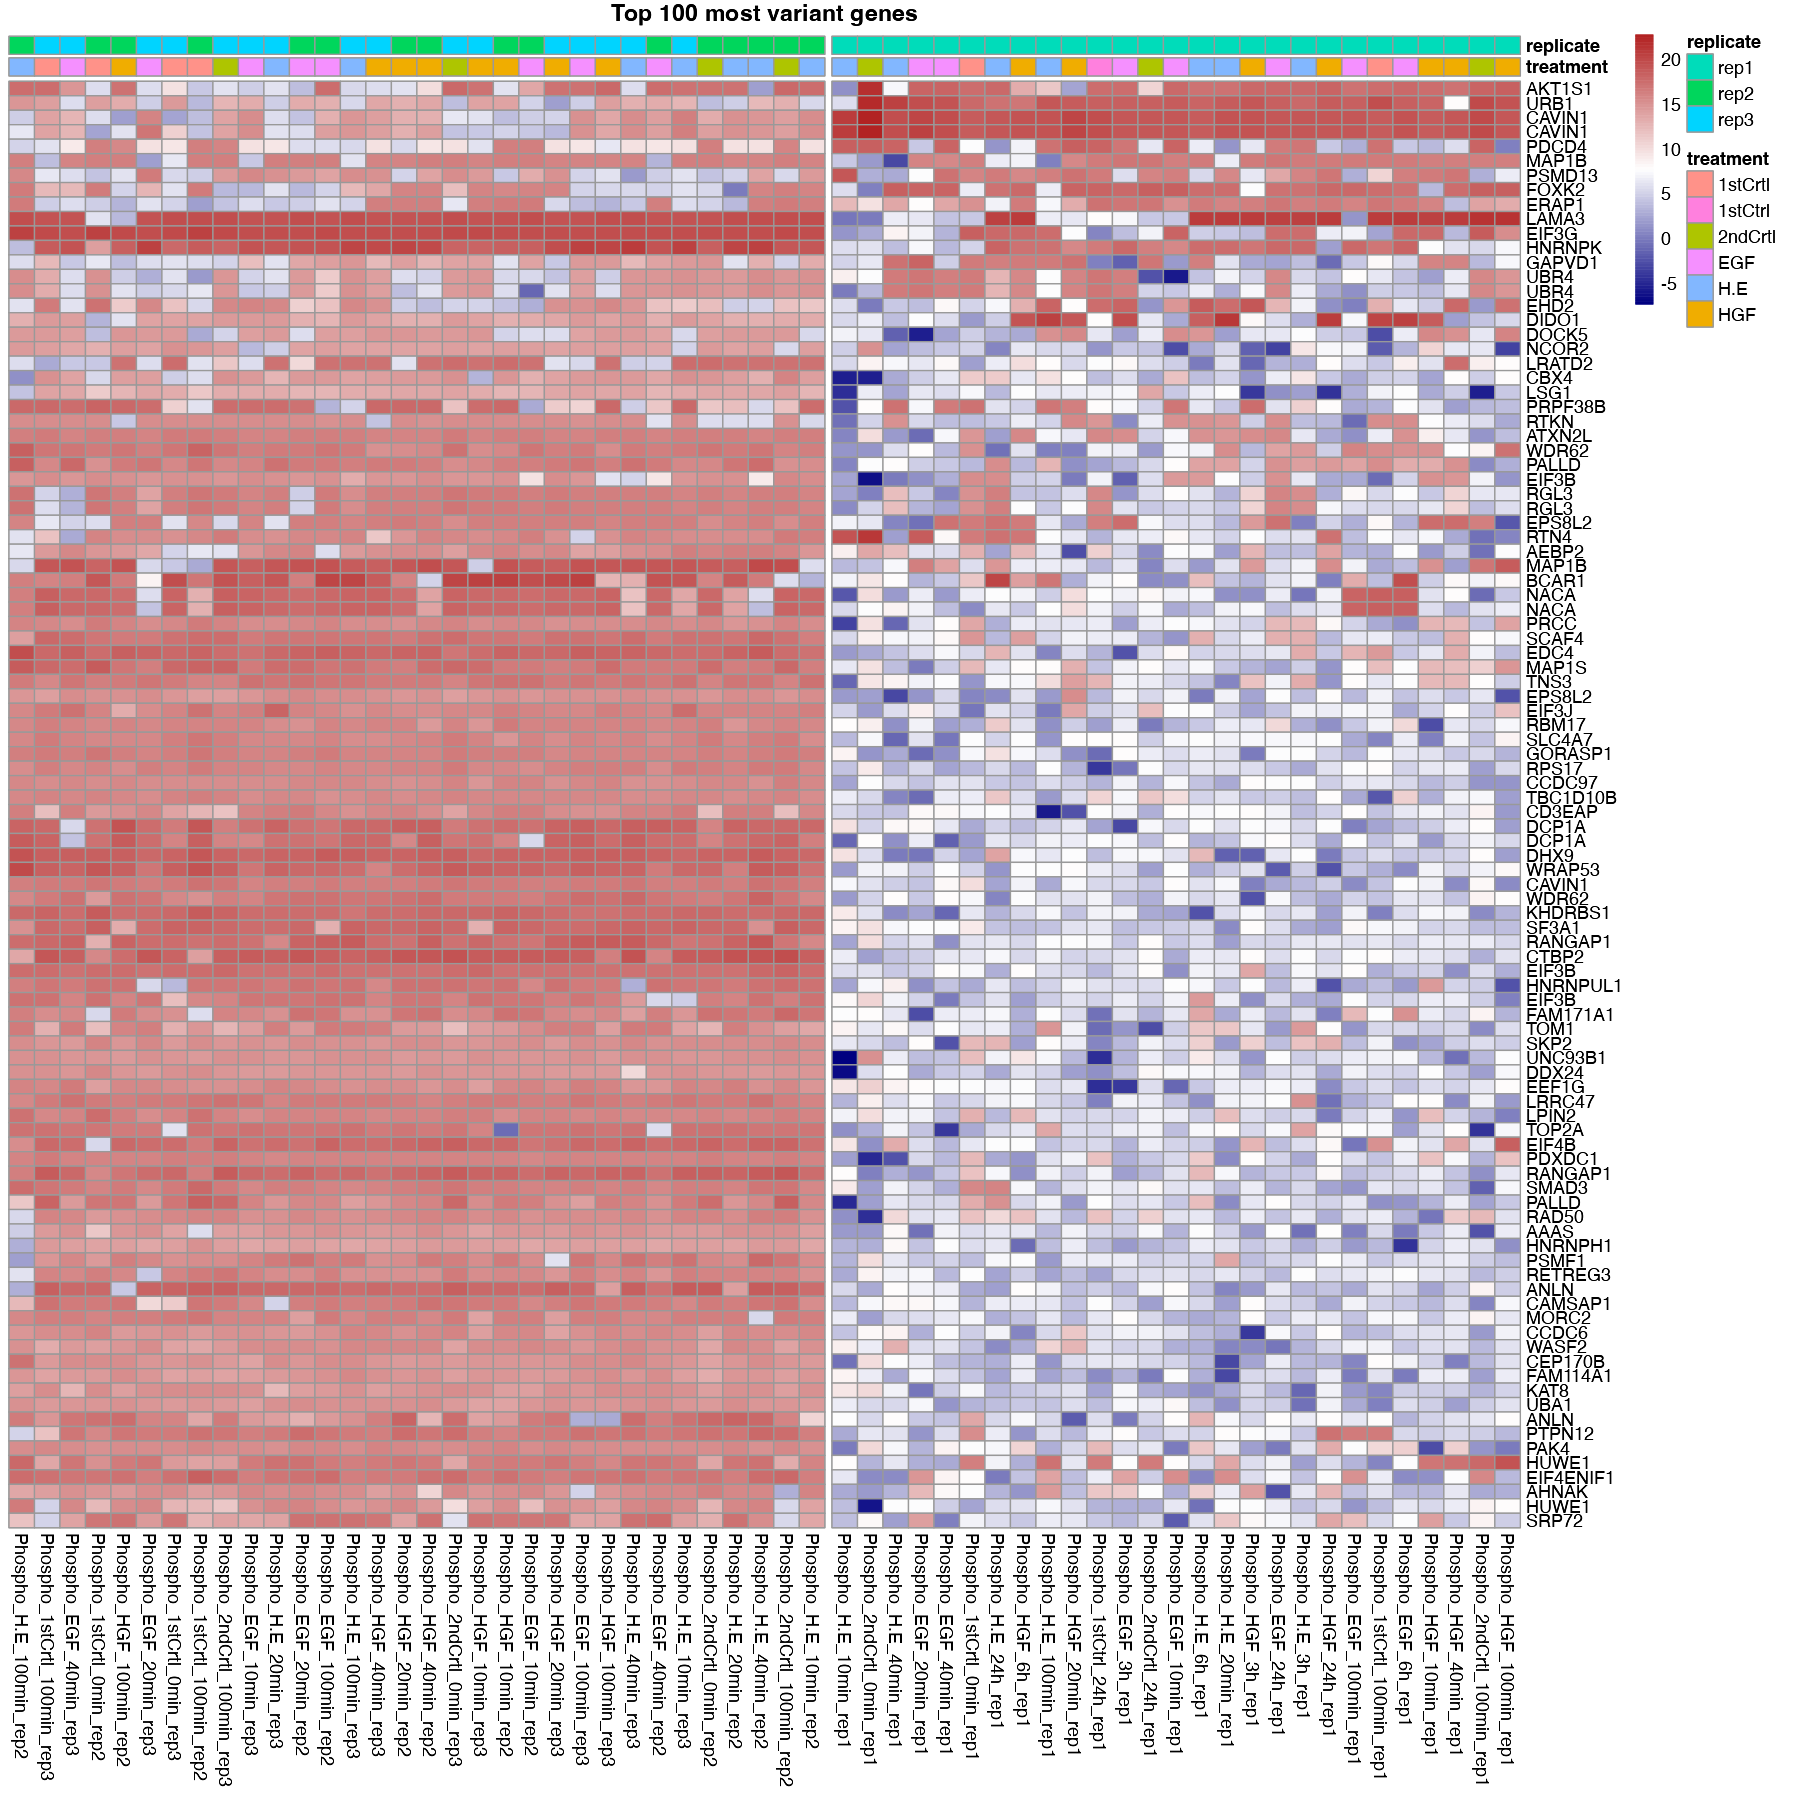 Top 100 most variant genes
replicate
treatment
AKT1S1
URB1
CAVIN1
CAVIN1
PDCD4
MAP1B
PSMD13
FOXK2
ERAP1
LAMA3
EIF3G
HNRNPK
GAPVD1
UBR4
UBR4
EHD2
DIDO1
DOCK5
NCOR2
LRATD2
CBX4
LSG1
PRPF38B
RTKN
ATXN2L
WDR62
PALLD
EIF3B
RGL3
RGL3
EPS8L2
RTN4
AEBP2
MAP1B
BCAR1
NACA
NACA
PRCC
SCAF4
EDC4
MAP1S
TNS3
EPS8L2
EIF3J
RBM17
SLC4A7
GORASP1
RPS17
CCDC97
TBC1D10B
CD3EAP
DCP1A
DCP1A
DHX9
WRAP53
CAVIN1
WDR62
KHDRBS1
SF3A1
RANGAP1
CTBP2
EIF3B
HNRNPUL1
EIF3B
FAM171A1
TOM1
SKP2
UNC93B1
DDX24
EEF1G
LRRC47
LPIN2
TOP2A
EIF4B
PDXDC1
RANGAP1
SMAD3
PALLD
RAD50
AAAS
HNRNPH1
PSMF1
RETREG3
ANLN
CAMSAP1
MORC2
CCDC6
WASF2
CEP170B
FAM114A1
KAT8
UBA1
ANLN
PTPN12
PAK4
HUWE1
EIF4ENIF1
AHNAK
HUWE1
SRP72
20
15
10
5
0
-5
replicate
rep1
rep2
rep3
treatment
1stCrtl
1stCtrl
2ndCrtl
EGF
H.E
HGF
Phospho_H.E_100min_rep2
Phospho_1stCrtl_100min_rep3
Phospho_EGF_40min_rep3
Phospho_1stCrtl_0min_rep2
Phospho_HGF_100min_rep2
Phospho_EGF_20min_rep3
Phospho_1stCrtl_0min_rep3
Phospho_1stCrtl_100min_rep2
Phospho_2ndCrtl_100min_rep3
Phospho_EGF_10min_rep3
Phospho_H.E_20min_rep3
Phospho_EGF_20min_rep2
Phospho_EGF_100min_rep2
Phospho_H.E_100min_rep3
Phospho_HGF_40min_rep3
Phospho_HGF_20min_rep2
Phospho_HGF_40min_rep2
Phospho_2ndCrtl_0min_rep3
Phospho_HGF_10min_rep3
Phospho_HGF_10min_rep2
Phospho_EGF_10min_rep2
Phospho_HGF_20min_rep3
Phospho_EGF_100min_rep3
Phospho_HGF_100min_rep3
Phospho_H.E_40min_rep3
Phospho_EGF_40min_rep2
Phospho_H.E_10min_rep3
Phospho_2ndCrtl_0min_rep2
Phospho_H.E_20min_rep2
Phospho_H.E_40min_rep2
Phospho_2ndCrtl_100min_rep2
Phospho_H.E_10min_rep2
Phospho_H.E_10min_rep1
Phospho_2ndCrtl_0min_rep1
Phospho_H.E_40min_rep1
Phospho_EGF_20min_rep1
Phospho_EGF_40min_rep1
Phospho_1stCrtl_0min_rep1
Phospho_H.E_24h_rep1
Phospho_HGF_6h_rep1
Phospho_H.E_100min_rep1
Phospho_HGF_20min_rep1
Phospho_1stCtrl_24h_rep1
Phospho_EGF_3h_rep1
Phospho_2ndCrtl_24h_rep1
Phospho_EGF_10min_rep1
Phospho_H.E_6h_rep1
Phospho_H.E_20min_rep1
Phospho_HGF_3h_rep1
Phospho_EGF_24h_rep1
Phospho_H.E_3h_rep1
Phospho_HGF_24h_rep1
Phospho_EGF_100min_rep1
Phospho_1stCrtl_100min_rep1
Phospho_EGF_6h_rep1
Phospho_HGF_10min_rep1
Phospho_HGF_40min_rep1
Phospho_2ndCrtl_100min_rep1
Phospho_HGF_100min_rep1